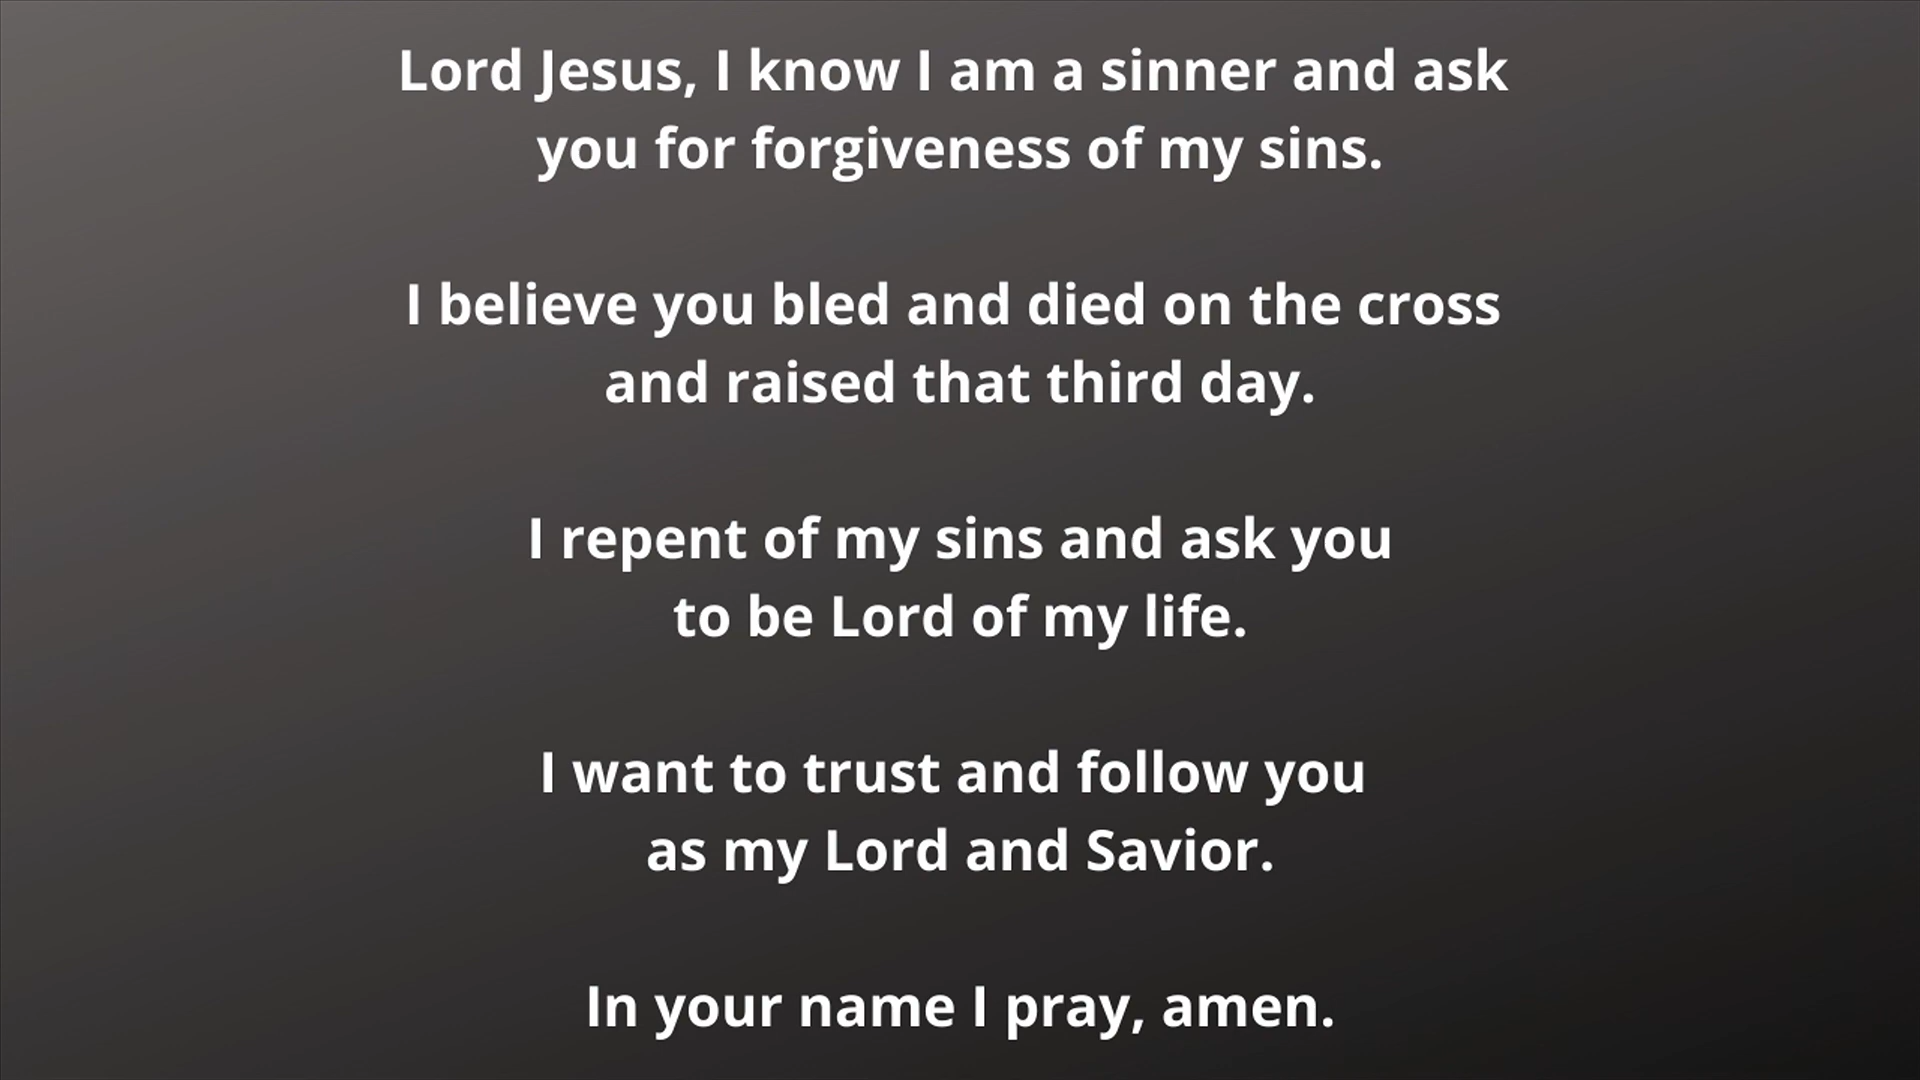 Lord Jesus, I know I am a sinner and ask
you for forgiveness of my sins.
I believe you bled and died on the cross
and raised that third day.
I repent of my sins and ask you
to be Lord of my life.
I want to trust and follow you
as my Lord and Savior.
In your name I pray, amen.